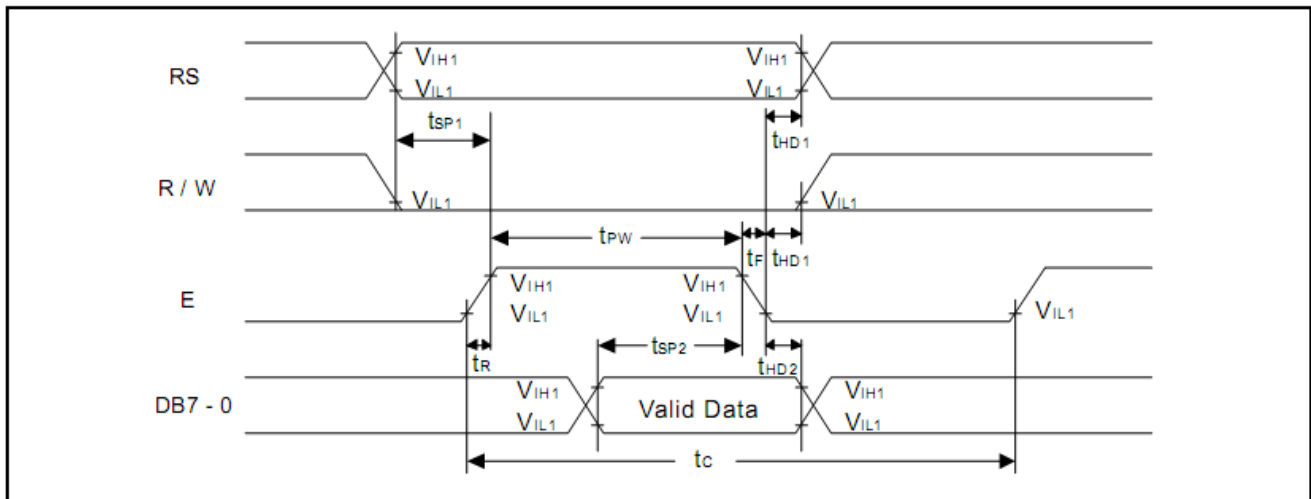 RS
VIH1 VIH1
VIL1 VIL1
tSP1 tHD1
R / W
VIL1 VIL1
tPW tF tHD1
E
VIH1 VIH1
VIL1 VIL1 VIL1
tSP2
tR tHD2
DB7 - 0
VIH1 Valid Data VIH1
VIL1 VIL1
tC